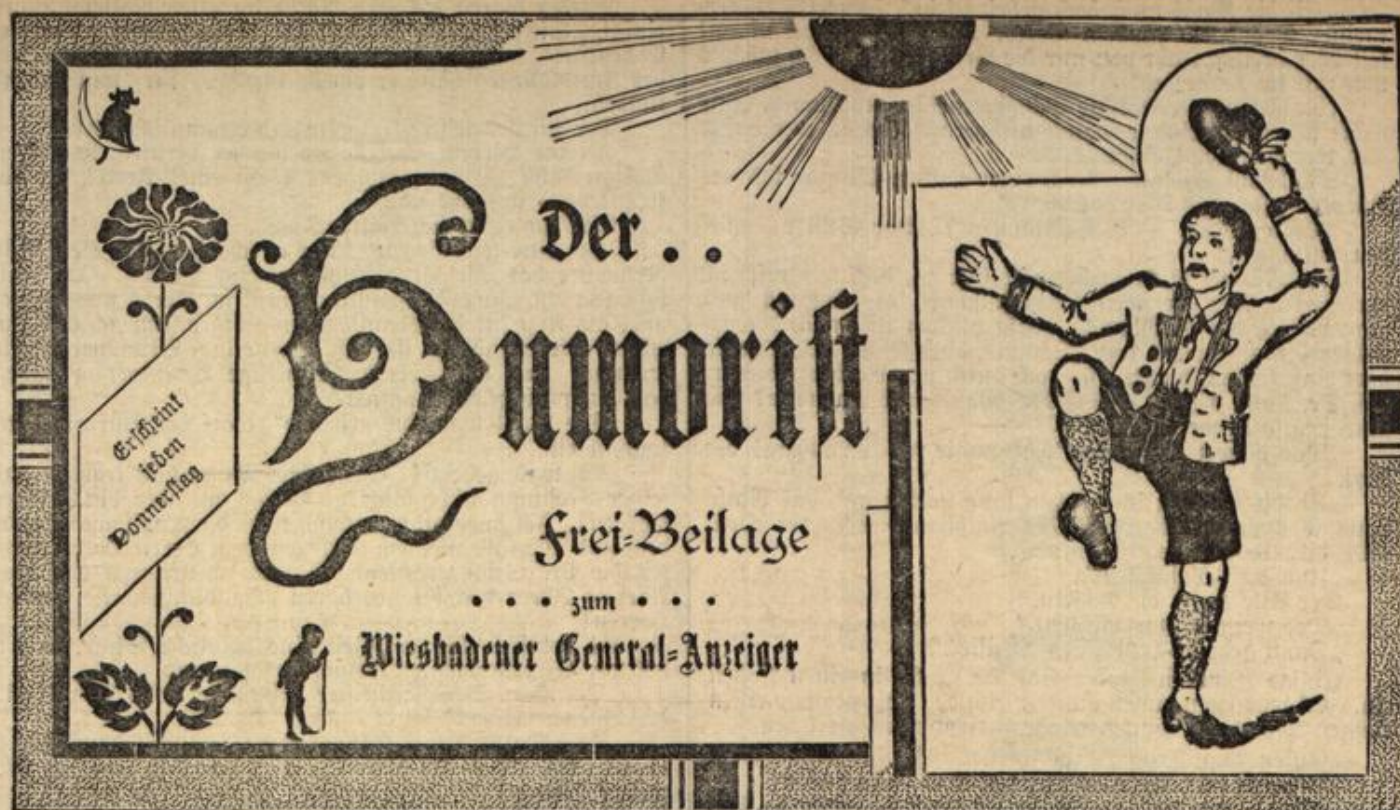 Der . .
Humorist
Erscheint
jeden
Donnerstag
Frei-Beilage
• • • zum • • •
Wiesbadener General-Anzeiger